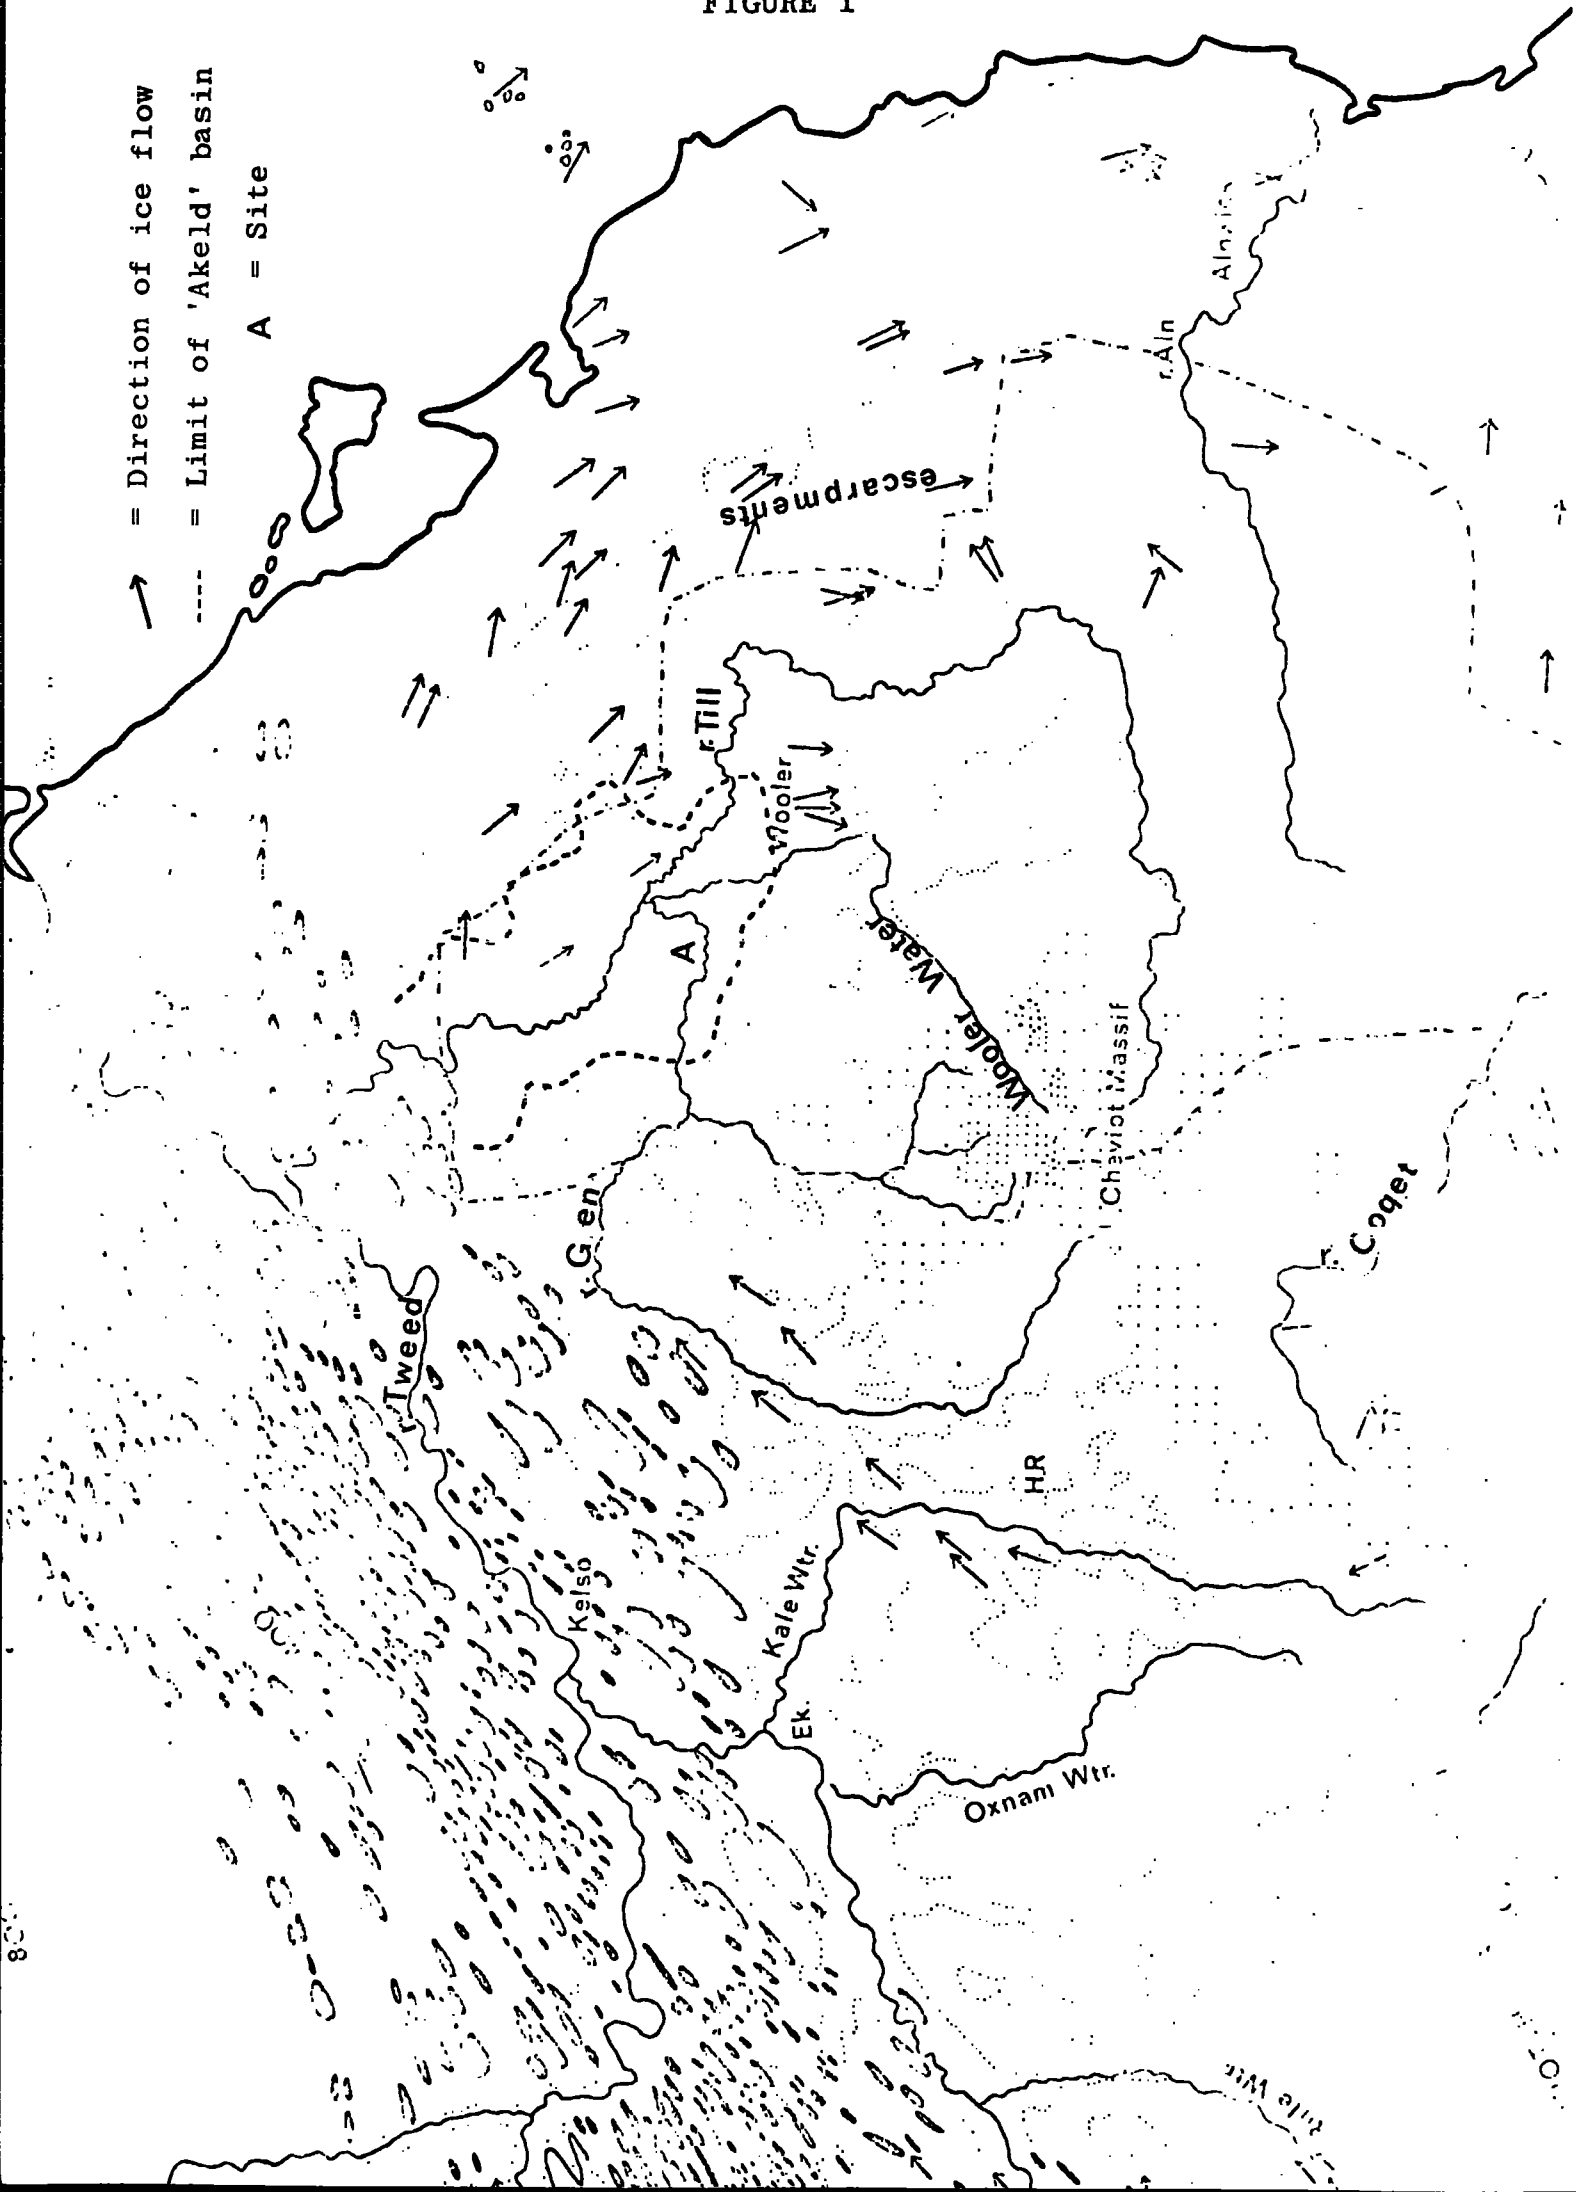 FIGURE 1
= Direction of ice flow
= Limit of 'Akeld' basin
A = Site
r.Till
Wooler
escarpments
r.Aln
A
Wooler Water
Cheviot Massif
r. Coqet
r. Glen
r.Tweed
Kelso
Kale Wtr.
HR
Ek.
Oxnam Wtr.